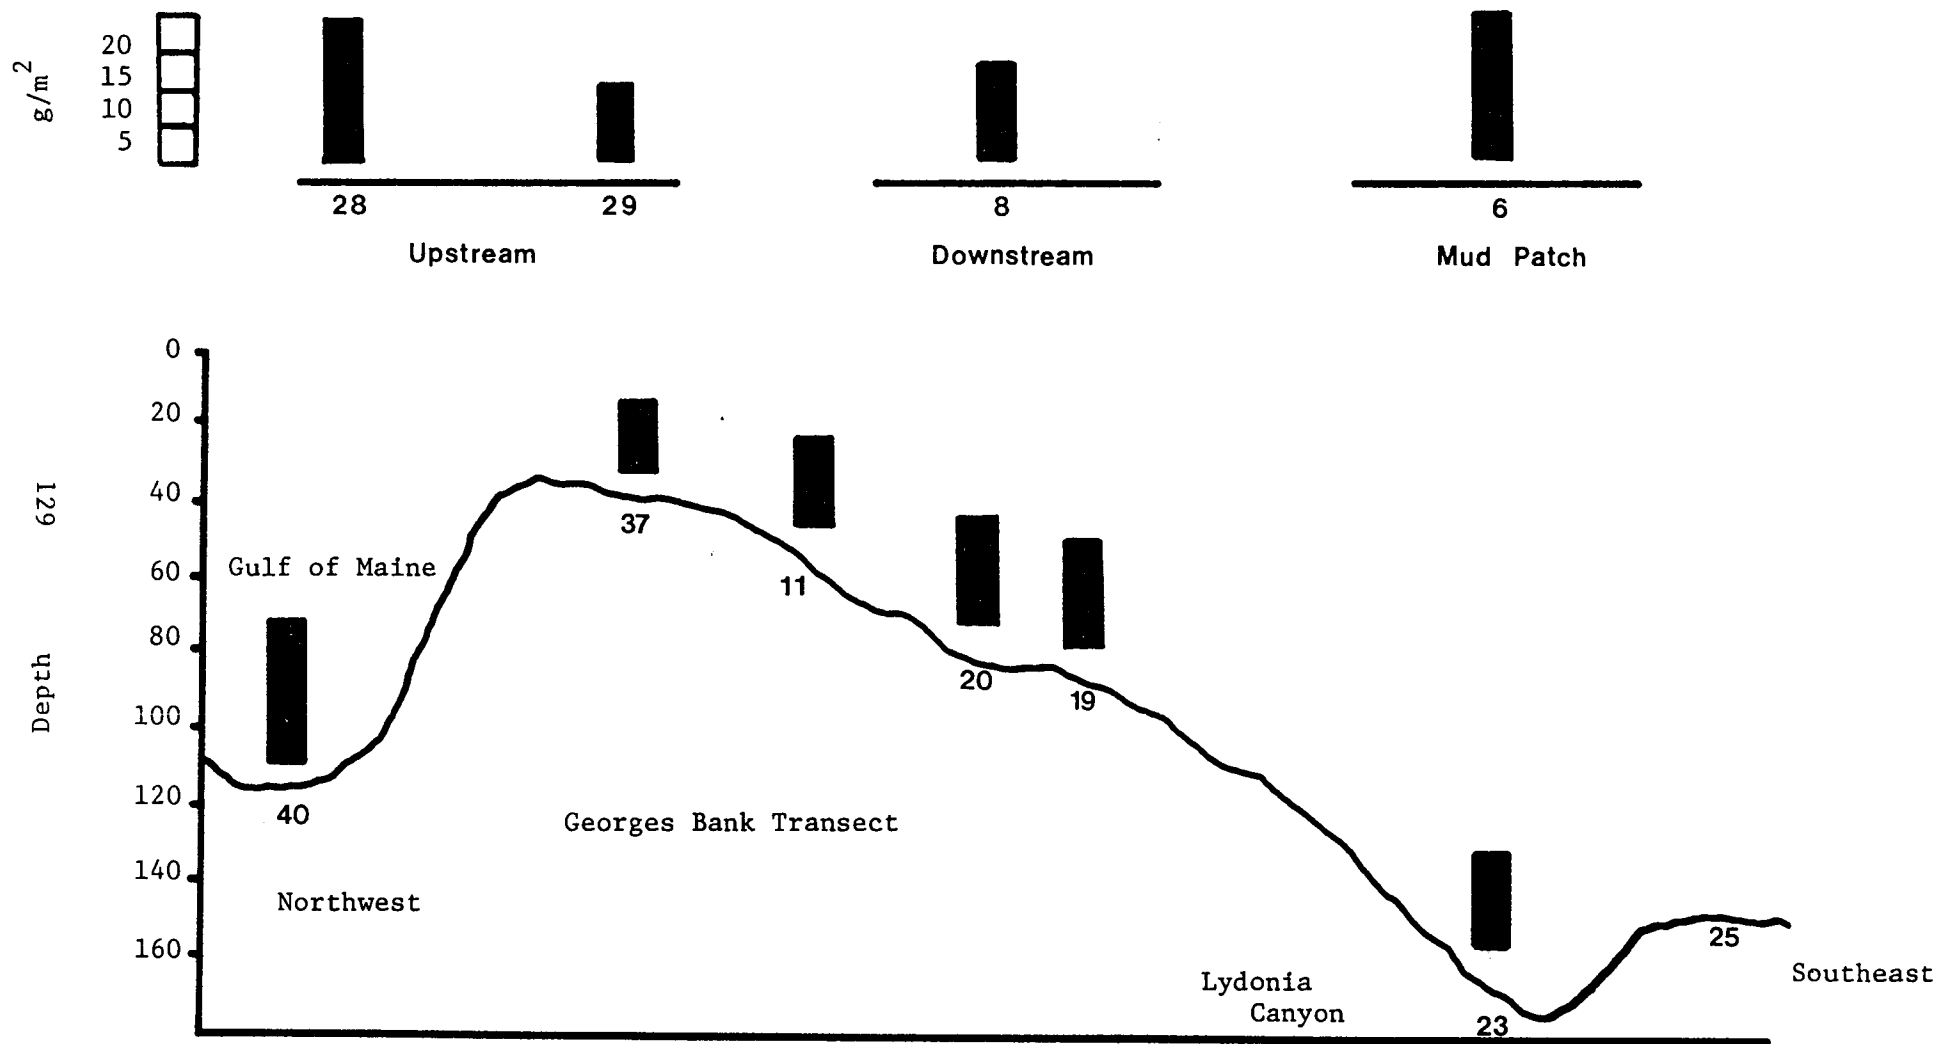 g/m²
20
15
10
5
28 29 8 6
Upstream Downstream Mud Patch
129
Depth
0
20
40
60
80
100
120
140
160
37
11
Gulf of Maine
20
19
40
Georges Bank Transect
Northwest
25
Lydonia
Canyon
Southeast
23